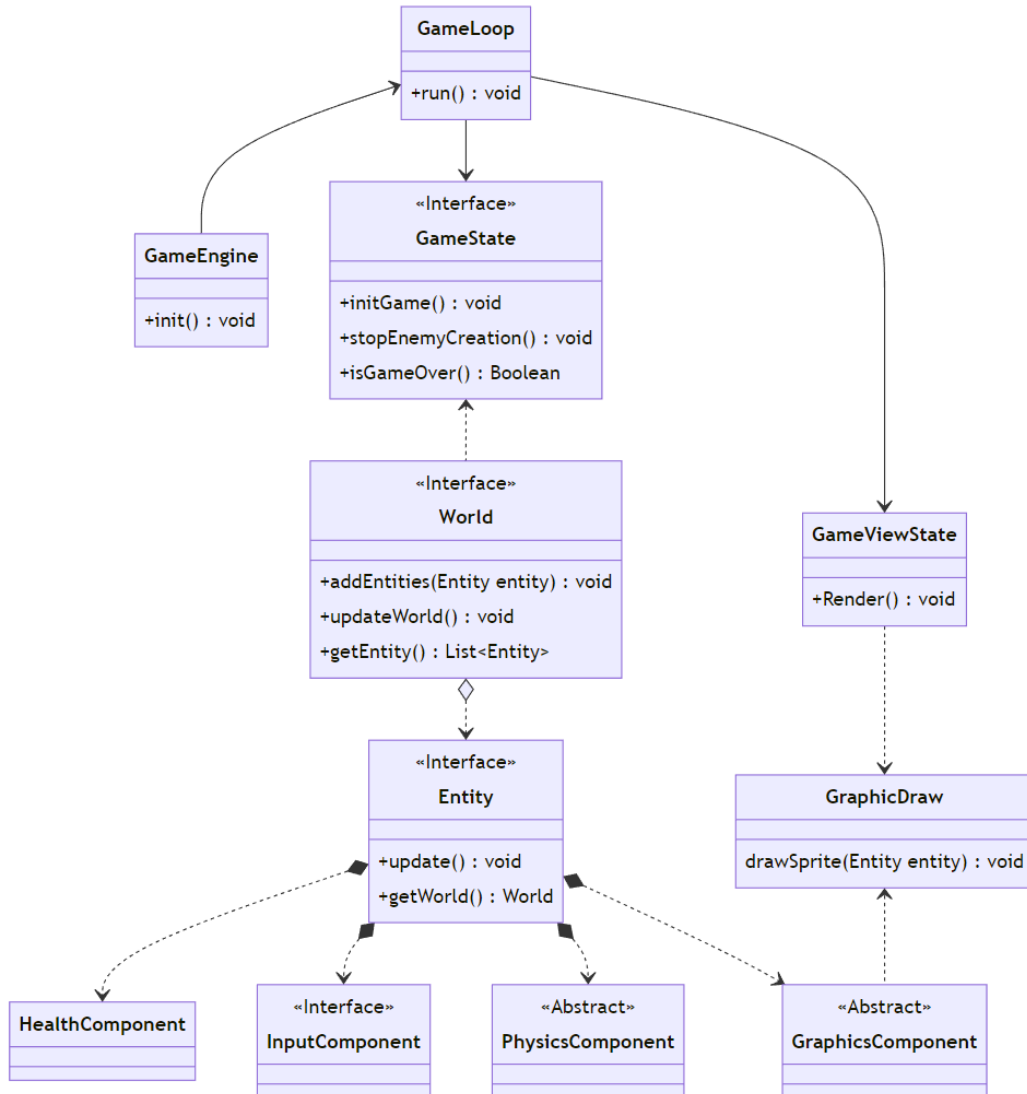 GameLoop
+run() : void
«Interface»
GameState
+initGame() : void
+stopEnemyCreation() : void
+isGameOver() : Boolean
GameEngine
+init() : void
«Interface»
World
+addEntities(Entity entity) : void
+updateWorld() : void
+getEntity() : List<Entity>
GameViewState
+Render() : void
«Interface»
Entity
+update() : void
+getWorld() : World
GraphicDraw
drawSprite(Entity entity) : void
HealthComponent
«Interface»
InputComponent
«Abstract»
PhysicsComponent
«Abstract»
GraphicsComponent